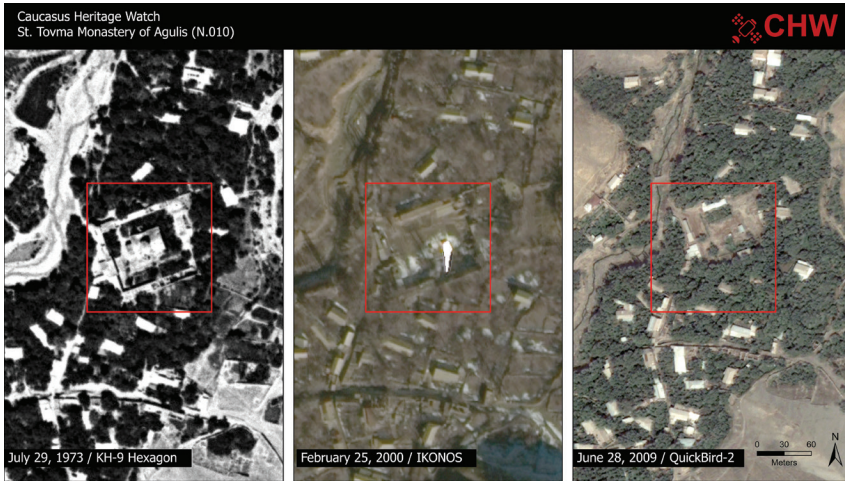 Caucasus Heritage Watch
St. Tovma Monastery of Agulis (N.010)
CHW
July 29, 1973 / KH-9 Hexagon
February 25, 2000 / IKONOS
June 28, 2009 / QuickBird-2
0 30 60
Meters
N